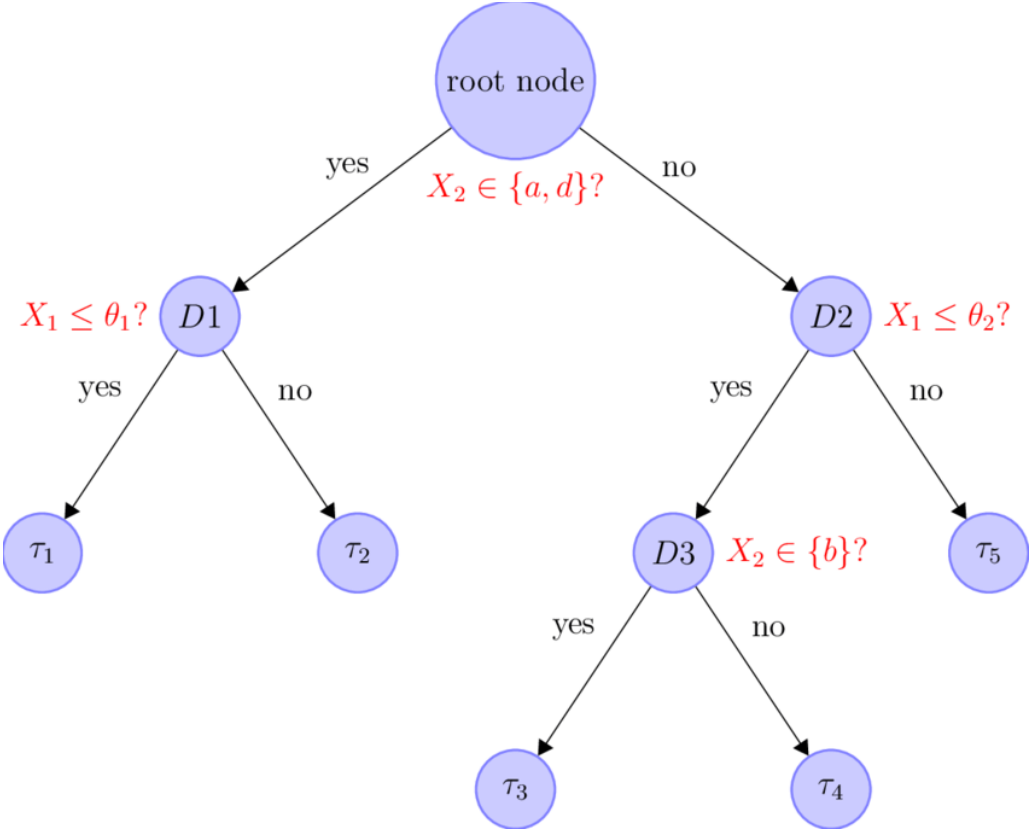 root node
yes
no
X₂ ∈ {a, d}?
X₁ ≤ θ₁?
D1
D2
X₁ ≤ θ₂?
yes
no
yes
no
τ₁
τ₂
D3
X₂ ∈ {b}?
τ₅
yes
no
τ₃
τ₄